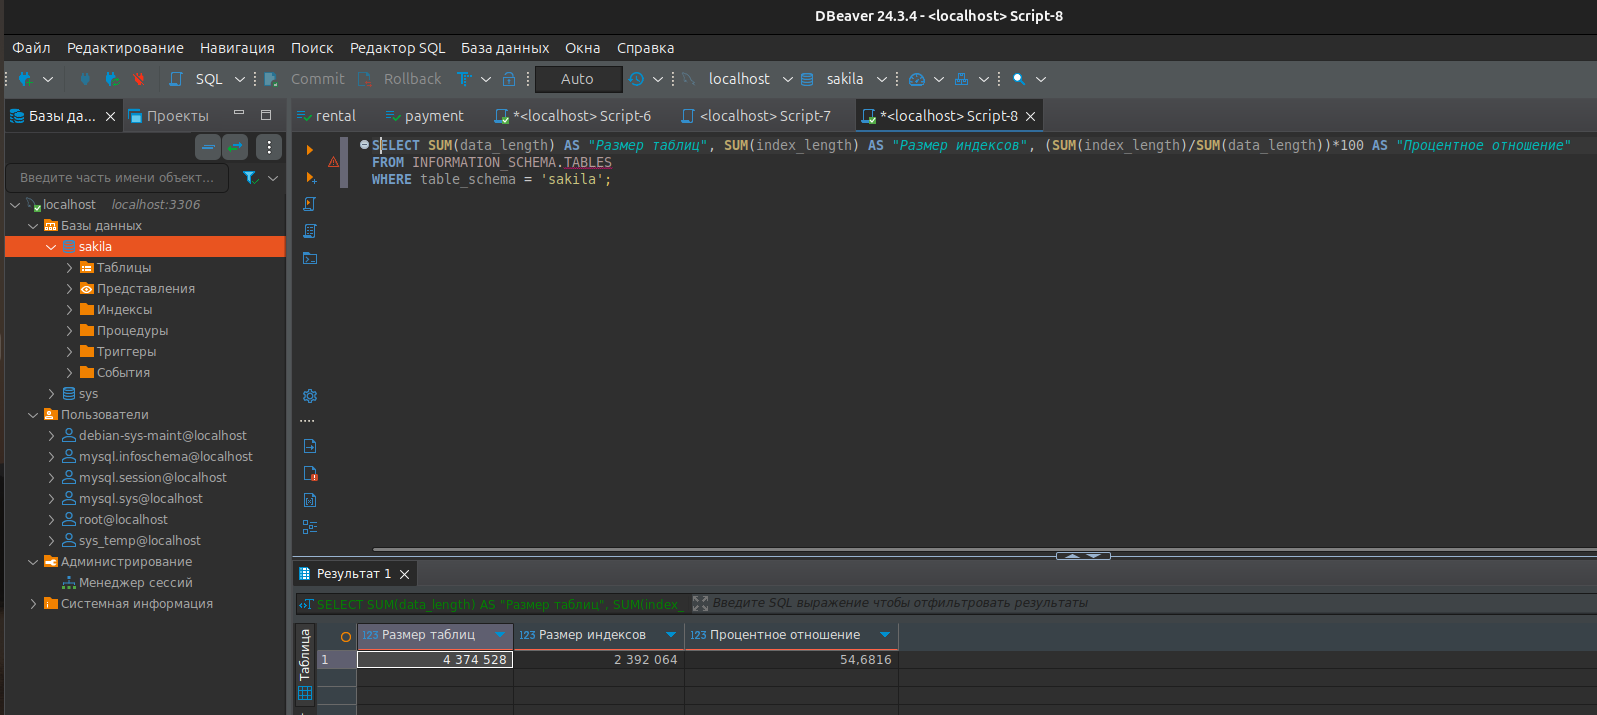 DBeaver 24.3.4 - <localhost> Script-8
Файл Редактирование Навигация Поиск Редактор SQL База данных Окна Справка
SQL Commit Rollback Auto localhost sakila
Базы да... Проекты
rental payment *<localhost> Script-6 <localhost> Script-7 *<localhost> Script-8
Введите часть имени объект...
localhost localhost:3306
Базы данных
sakila
Таблицы
Представления
Индексы
Процедуры
Триггеры
События
sys
Пользователи
debian-sys-maint@localhost
mysql.infoschema@localhost
mysql.session@localhost
mysql.sys@localhost
root@localhost
sys_temp@localhost
Администрирование
Менеджер сессий
Системная информация
SELECT SUM(data_length) AS "Размер таблиц", SUM(index_length) AS "Размер индексов", (SUM(index_length)/SUM(data_length))*100 AS "Процентное отношение"
FROM INFORMATION_SCHEMA.TABLES
WHERE table_schema = 'sakila';
Результат 1
SELECT SUM(data_length) AS "Размер таблиц", SUM(index_ Введите SQL выражение чтобы отфильтровать результаты
Таблица
123 Размер таблиц 123 Размер индексов 123 Процентное отношение
1 4 374 528 2 392 064 54,6816